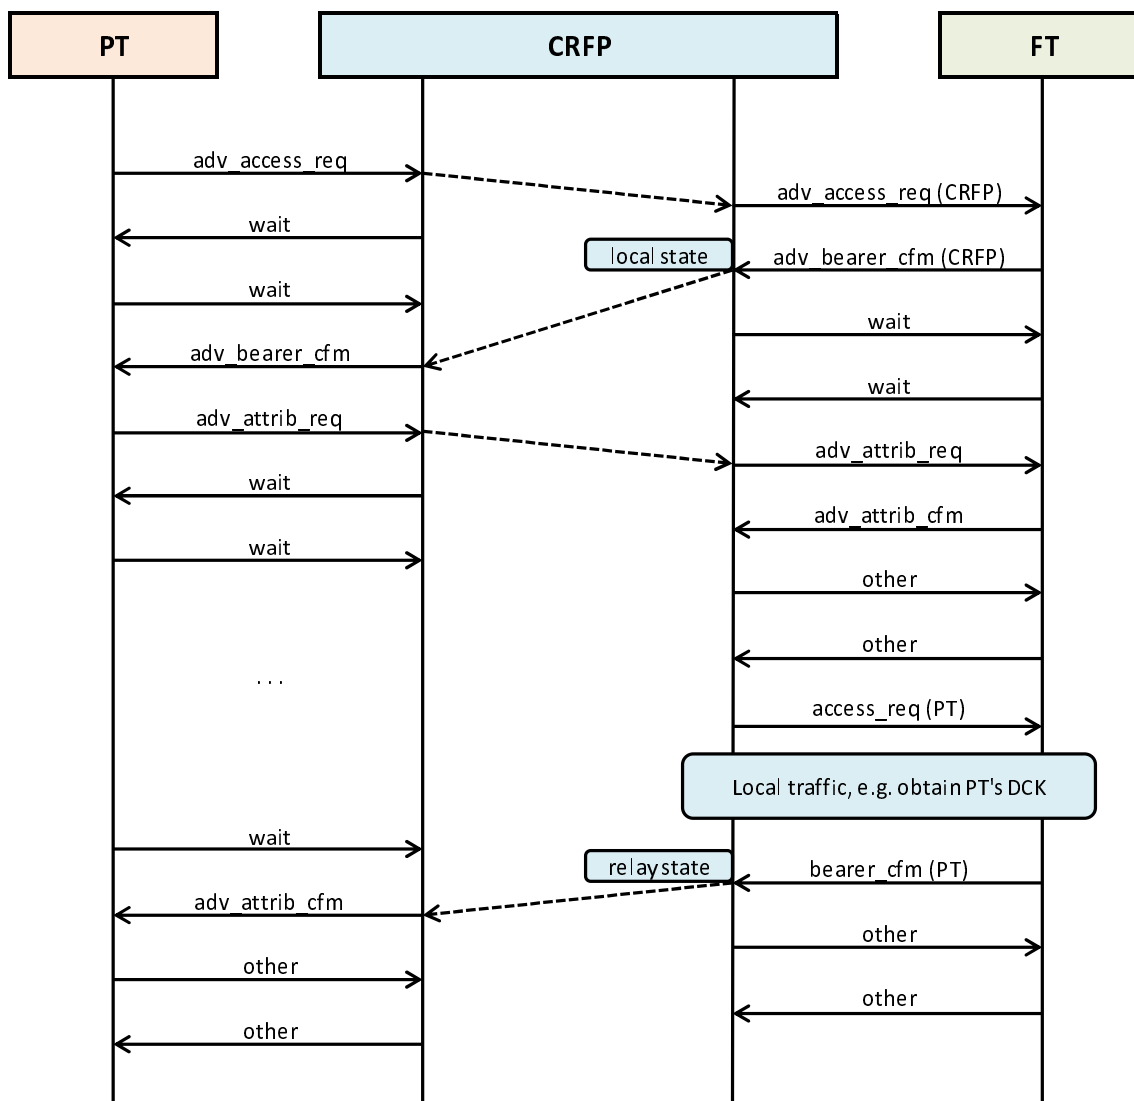 PT CRFP FT
adv_access_req
adv_access_req (CRFP)
wait
local state
adv_bearer_cfm (CRFP)
wait
wait
adv_bearer_cfm
wait
adv_attrib_req
adv_attrib_req
wait
adv_attrib_cfm
wait
other
other
. . .
access_req (PT)
Local traffic, e.g. obtain PT's DCK
wait
relay state
bearer_cfm (PT)
adv_attrib_cfm
other
other
other
other